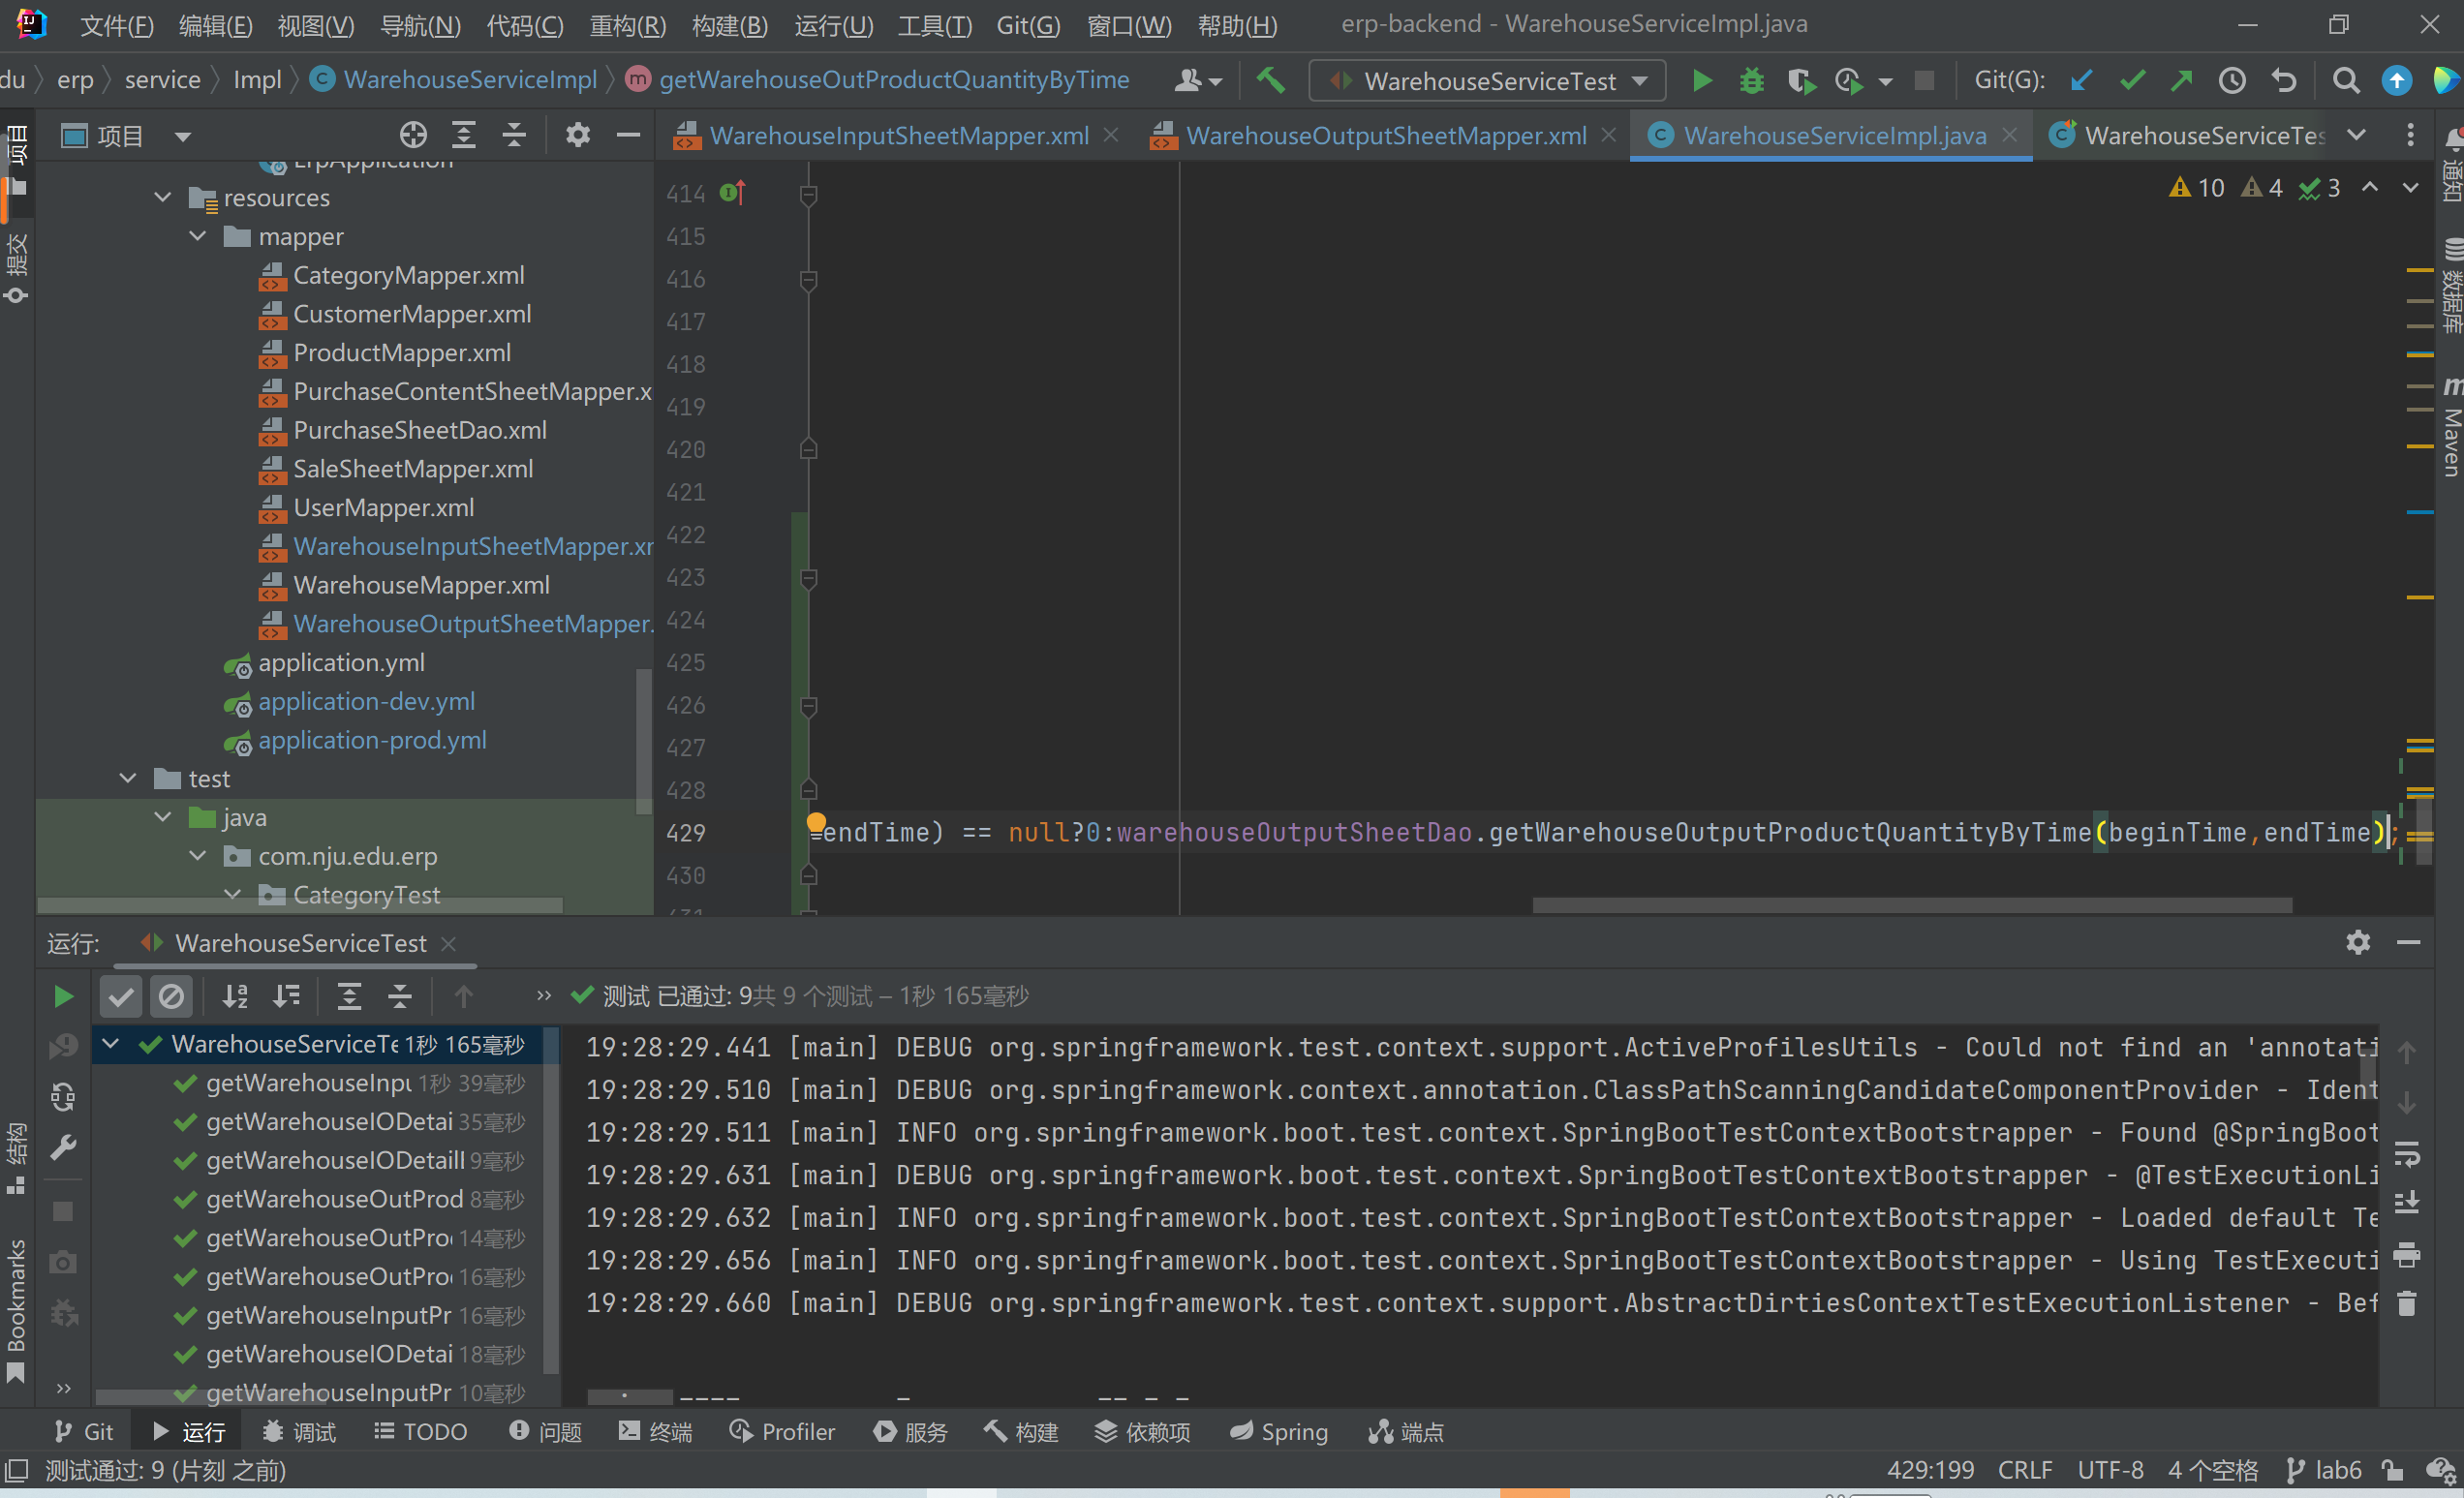 文件(F) 编辑(E) 视图(V) 导航(N) 代码(C) 重构(R) 构建(B) 运行(U) 工具(T) Git(G) 窗口(W) 帮助(H) erp-backend - WarehouseServiceImpl.java
du erp service Impl WarehouseServiceImpl getWarehouseOutProductQuantityByTime WarehouseServiceTest Git(G):
项目 WarehouseInputSheetMapper.xml WarehouseOutputSheetMapper.xml WarehouseServiceImpl.java WarehouseServiceTes
项目
提交
结构
Bookmarks
ErpApplication
resources
mapper
CategoryMapper.xml
CustomerMapper.xml
ProductMapper.xml
PurchaseContentSheetMapper.x
PurchaseSheetDao.xml
SaleSheetMapper.xml
UserMapper.xml
WarehouseInputSheetMapper.xr
WarehouseMapper.xml
WarehouseOutputSheetMapper.
application.yml
application-dev.yml
application-prod.yml
test
java
com.nju.edu.erp
CategoryTest
10 4 3
414
415
416
417
418
419
420
421
422
423
424
425
426
427
428
429 endTime) == null?0:warehouseOutputSheetDao.getWarehouseOutputProductQuantityByTime(beginTime,endTime);
430
431
通知
数据库
Maven
运行: WarehouseServiceTest
测试 已通过: 9共 9 个测试 – 1秒 165毫秒
WarehouseServiceTe 1秒 165毫秒
getWarehouseInpu 1秒 39毫秒
getWarehouseIODetai 35毫秒
getWarehouseIODetailI 9毫秒
getWarehouseOutProd 8毫秒
getWarehouseOutPro 14毫秒
getWarehouseOutPro 16毫秒
getWarehouseInputPr 16毫秒
getWarehouseIODetai 18毫秒
getWarehouseInputPr 10毫秒
19:28:29.441 [main] DEBUG org.springframework.test.context.support.ActiveProfilesUtils - Could not find an 'annotati
19:28:29.510 [main] DEBUG org.springframework.context.annotation.ClassPathScanningCandidateComponentProvider - Ident
19:28:29.511 [main] INFO org.springframework.boot.test.context.SpringBootTestContextBootstrapper - Found @SpringBoot
19:28:29.631 [main] DEBUG org.springframework.boot.test.context.SpringBootTestContextBootstrapper - @TestExecutionLi
19:28:29.632 [main] INFO org.springframework.boot.test.context.SpringBootTestContextBootstrapper - Loaded default Te
19:28:29.656 [main] INFO org.springframework.boot.test.context.SpringBootTestContextBootstrapper - Using TestExecuti
19:28:29.660 [main] DEBUG org.springframework.test.context.support.AbstractDirtiesContextTestExecutionListener - Bef
Git 运行 调试 TODO 问题 终端 Profiler 服务 构建 依赖项 Spring 端点
测试通过: 9 (片刻 之前) 429:199 CRLF UTF-8 4 个空格 lab6